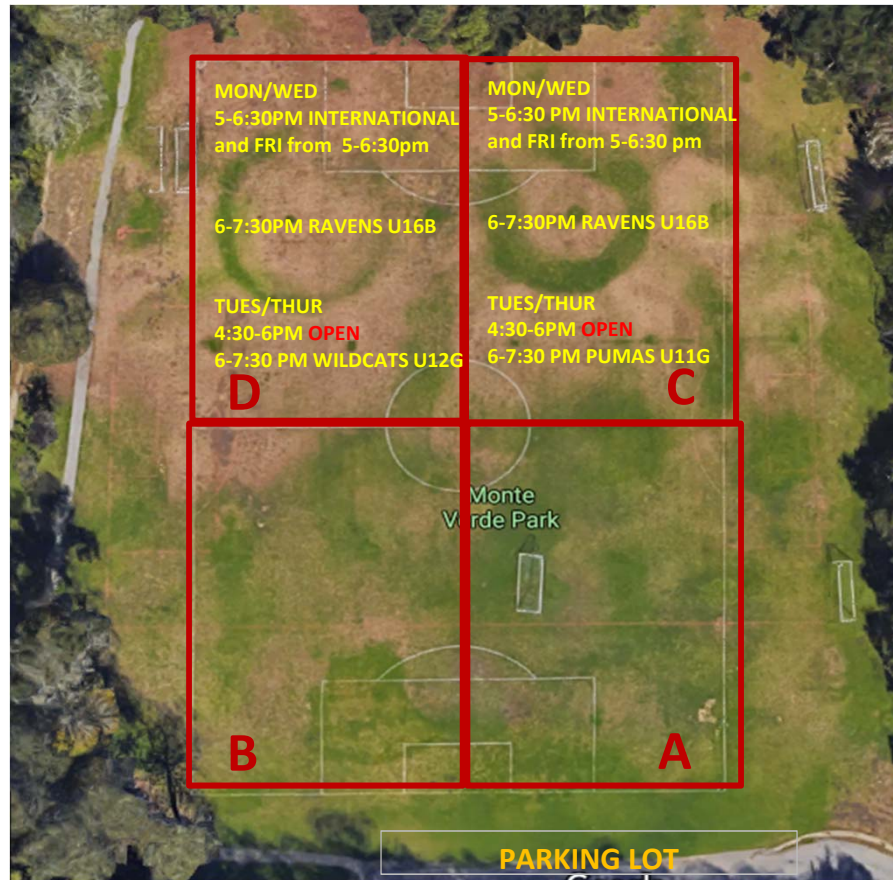 MON/WED
5-6:30PM INTERNATIONAL
and FRI from 5-6:30pm
6-7:30PM RAVENS U16B
TUES/THUR
4:30-6PM OPEN
6-7:30 PM WILDCATS U12G
D
MON/WED
5-6:30 PM INTERNATIONAL
and FRI from 5-6:30 pm
6-7:30PM RAVENS U16B
TUES/THUR
4:30-6PM OPEN
6-7:30 PM PUMAS U11G
C
Monte
Verde Park
B
A
PARKING LOT